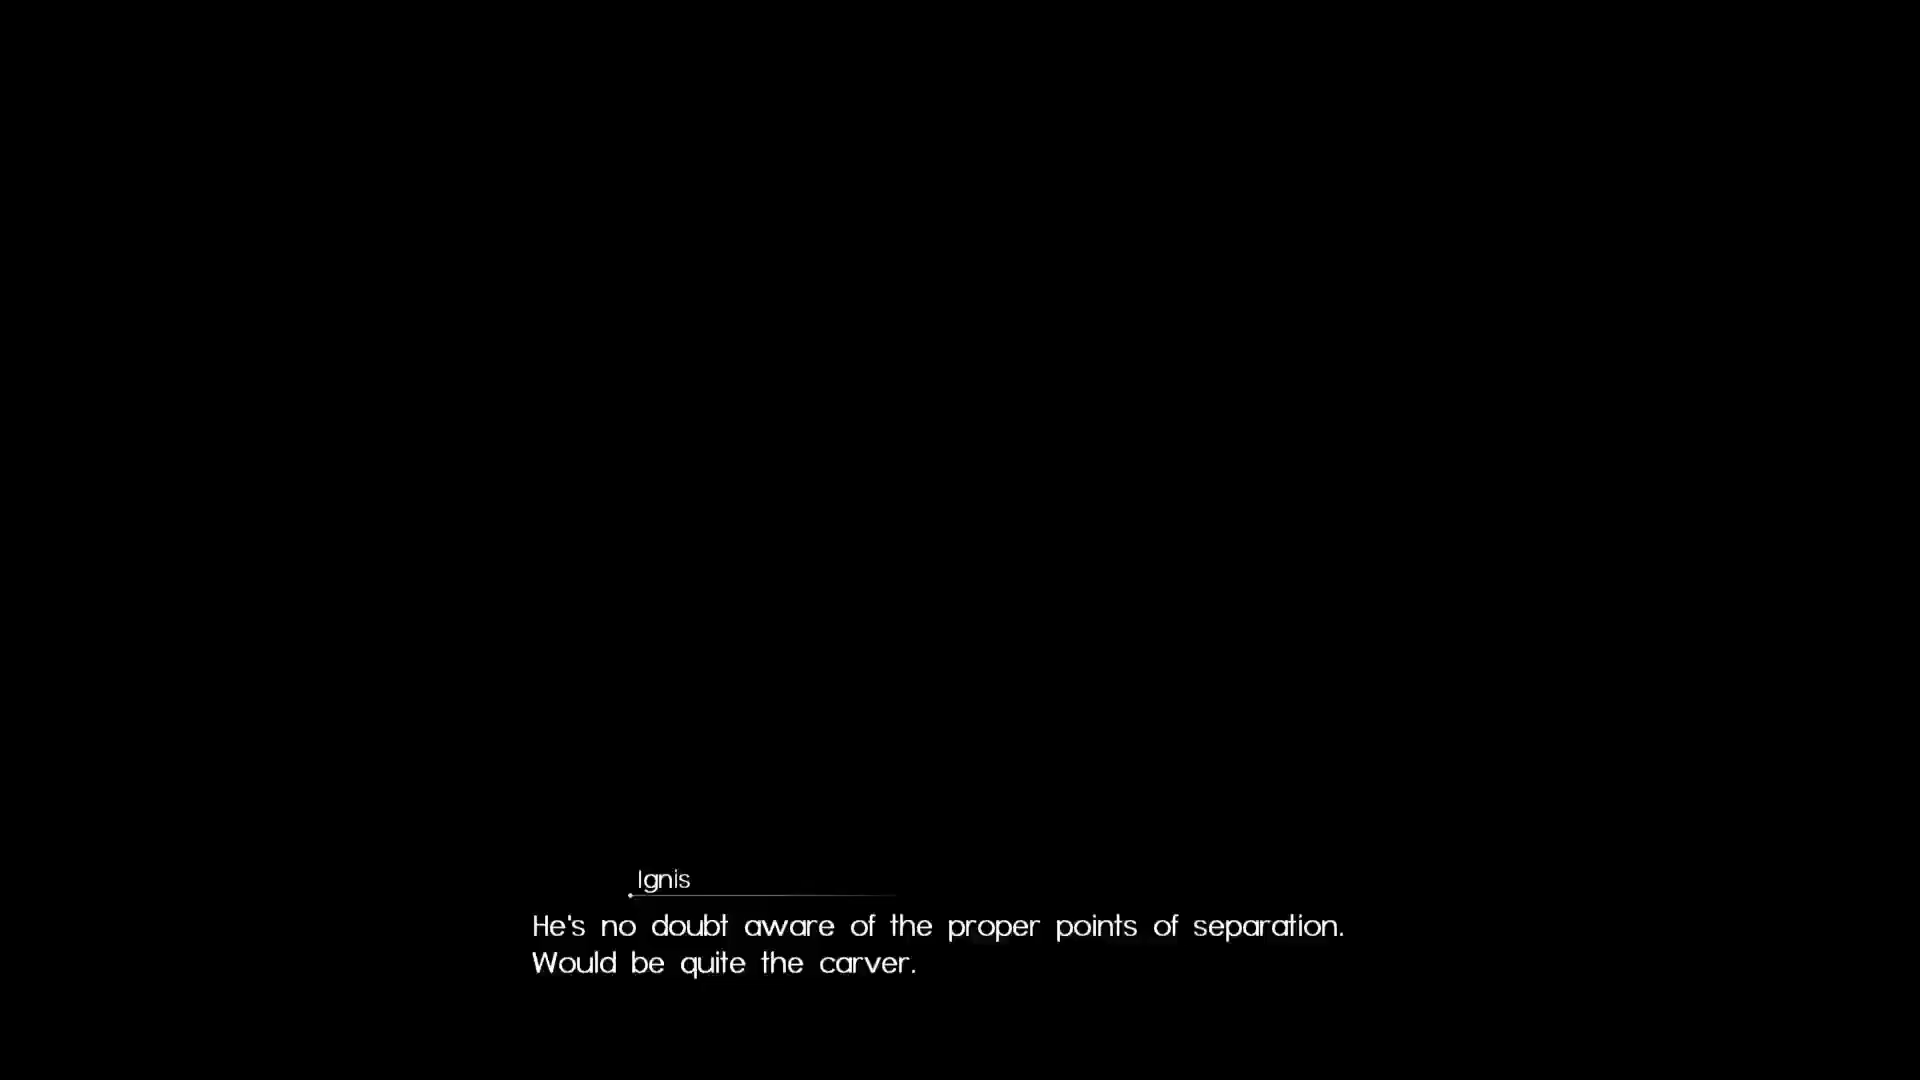 Ignis
He's no doubt aware of the proper points of separation.
Would be quite the carver.